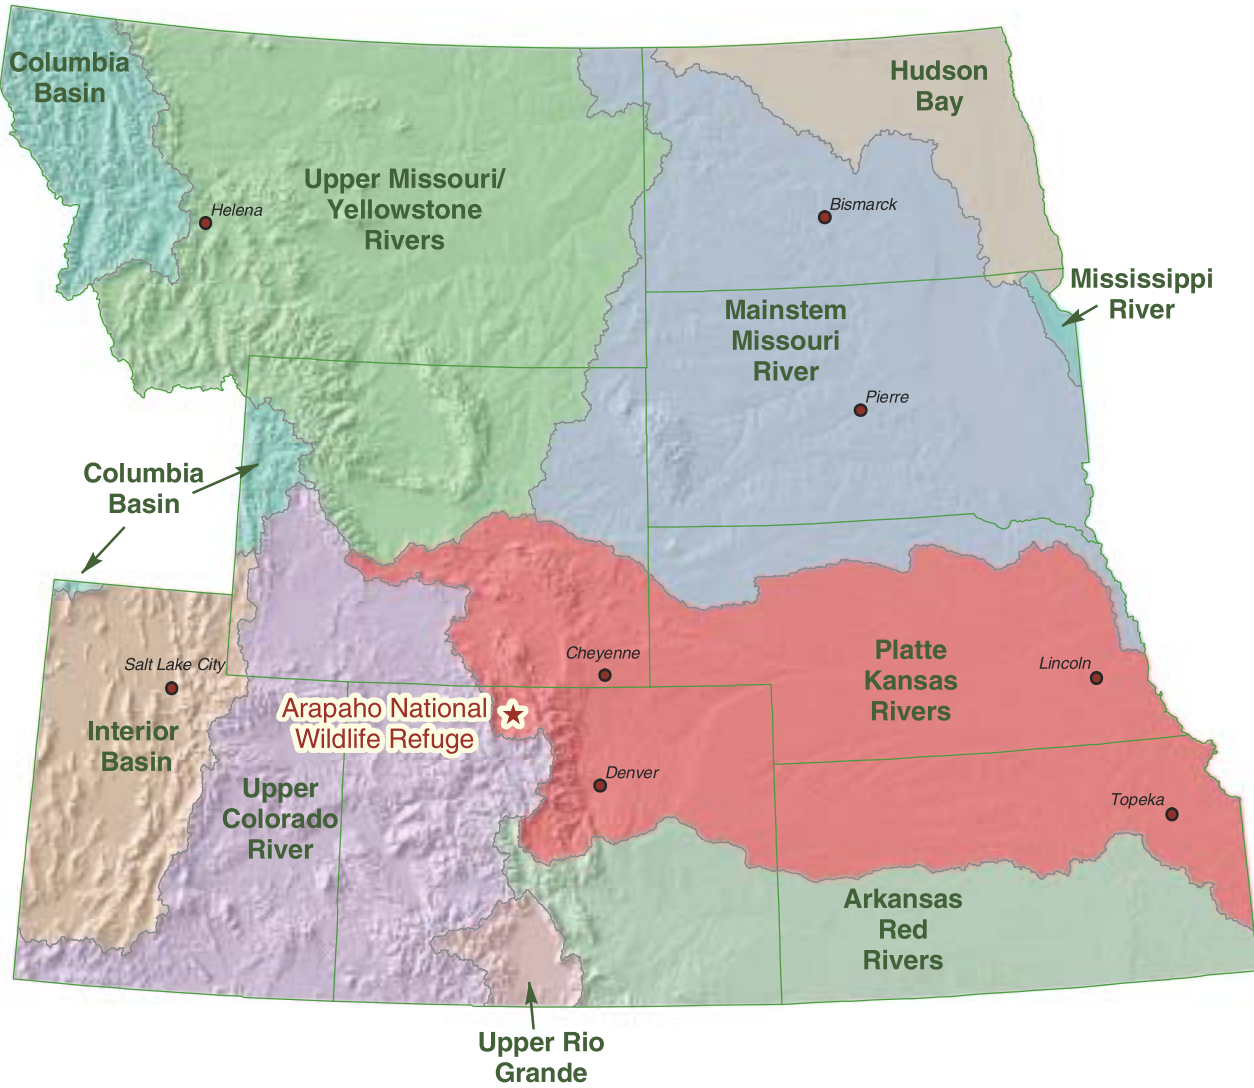 Columbia
Basin
Hudson
Bay
Upper Missouri/
Yellowstone
Rivers
Helena
Bismarck
Mississippi
River
Mainstem
Missouri
River
Pierre
Columbia
Basin
Cheyenne
Platte
Kansas
Rivers
Lincoln
Salt Lake City
Arapaho National
Wildlife Refuge
Interior
Basin
Denver
Upper
Colorado
River
Topeka
Arkansas
Red
Rivers
Upper Rio
Grande